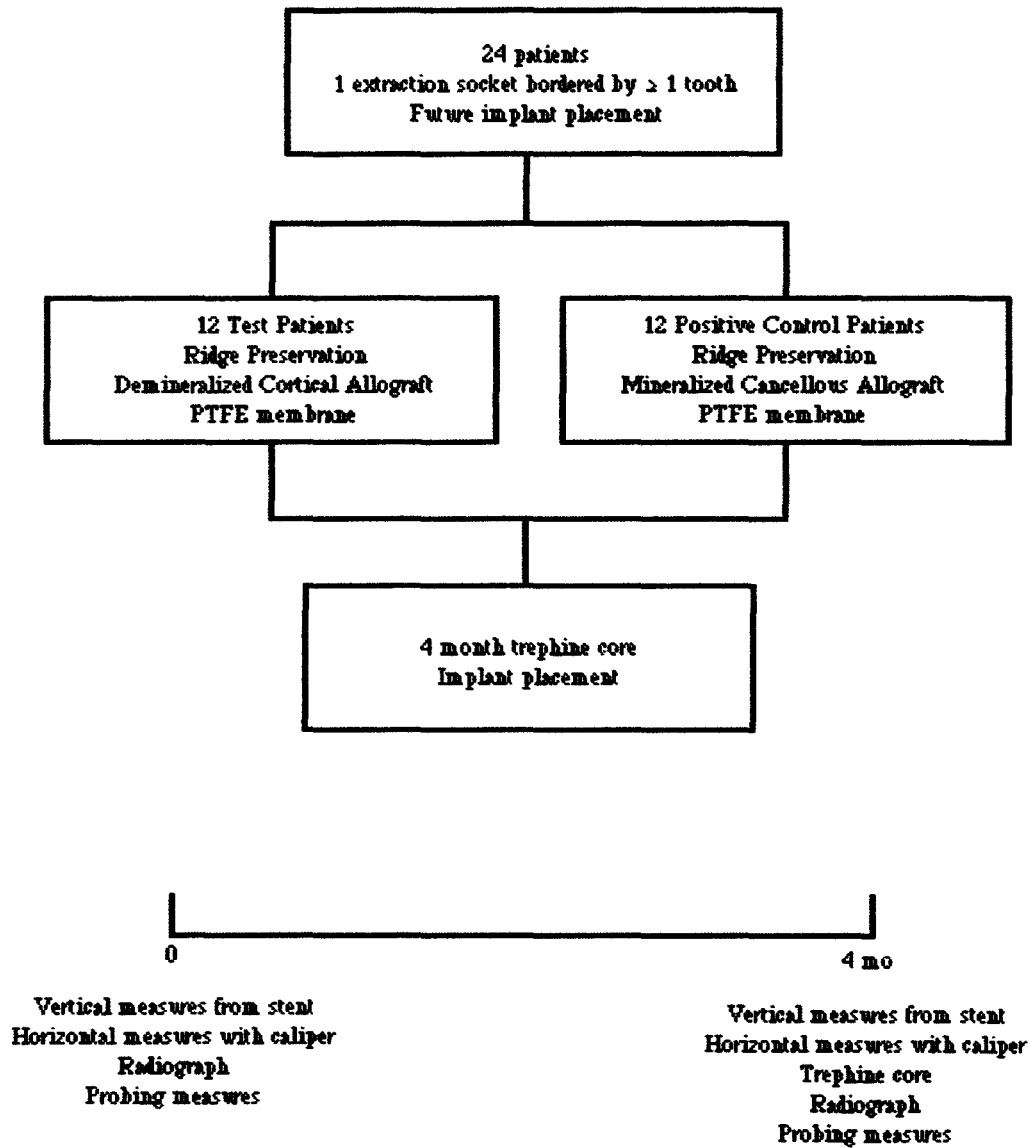 24 patients
1 extraction socket bordered by ≥ 1 tooth
Future implant placement
12 Test Patients
Ridge Preservation
Demineralized Cortical Allograft
PTFE membrane
12 Positive Control Patients
Ridge Preservation
Mineralized Cancellous Allograft
PTFE membrane
4 month trephine core
Implant placement
0
4 mo
Vertical measures from stent
Horizontal measures with caliper
Radiograph
Probing measures
Vertical measures from stent
Horizontal measures with caliper
Trephine core
Radiograph
Probing measures